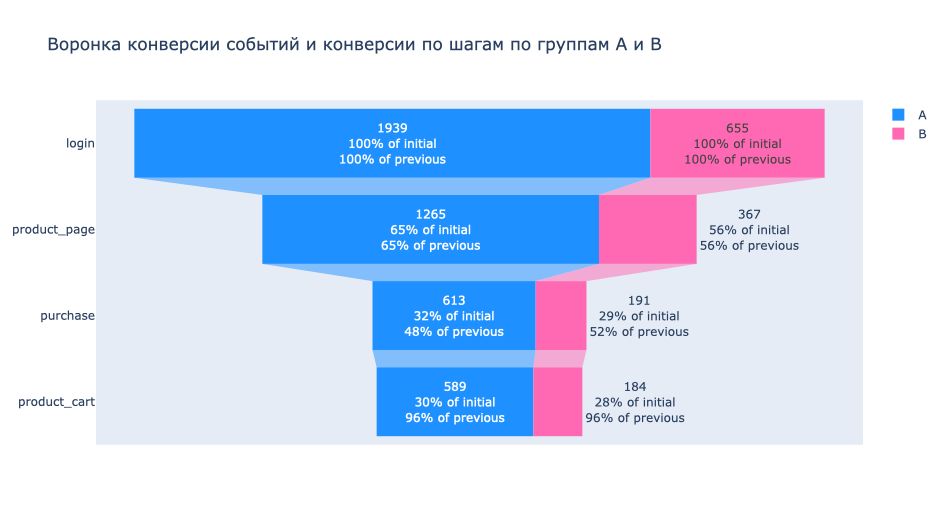 Воронка конверсии событий и конверсии по шагам по группам А и В
A
B
login
1939
100% of initial
100% of previous
655
100% of initial
100% of previous
product_page
1265
65% of initial
65% of previous
367
56% of initial
56% of previous
purchase
613
32% of initial
48% of previous
191
29% of initial
52% of previous
product_cart
589
30% of initial
96% of previous
184
28% of initial
96% of previous